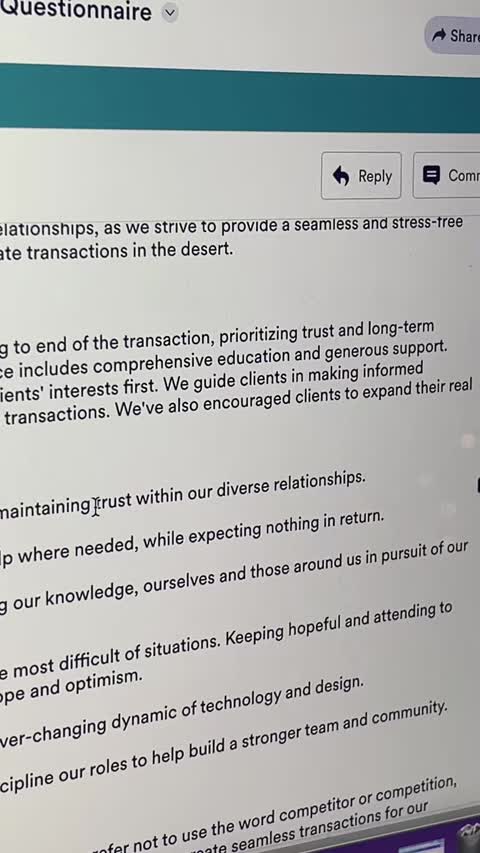 Questionnaire
Share
Reply
elationships, as we strive to provide a seamless and stress-free
ate transactions in the desert.
g to end of the transaction, prioritizing trust and long-term
ce includes comprehensive education and generous support.
ients' interests first. We guide clients in making informed
transactions. We've also encouraged clients to expand their real
maintaining trust within our diverse relationships.
lp where needed, while expecting nothing in return.
g our knowledge, ourselves and those around us in pursuit of our
e most difficult of situations. Keeping hopeful and attending to
ope and optimism.
ver-changing dynamic of technology and design.
cipline our roles to help build a stronger team and community.
efer not to use the word competitor or competition,
eate seamless transactions for our